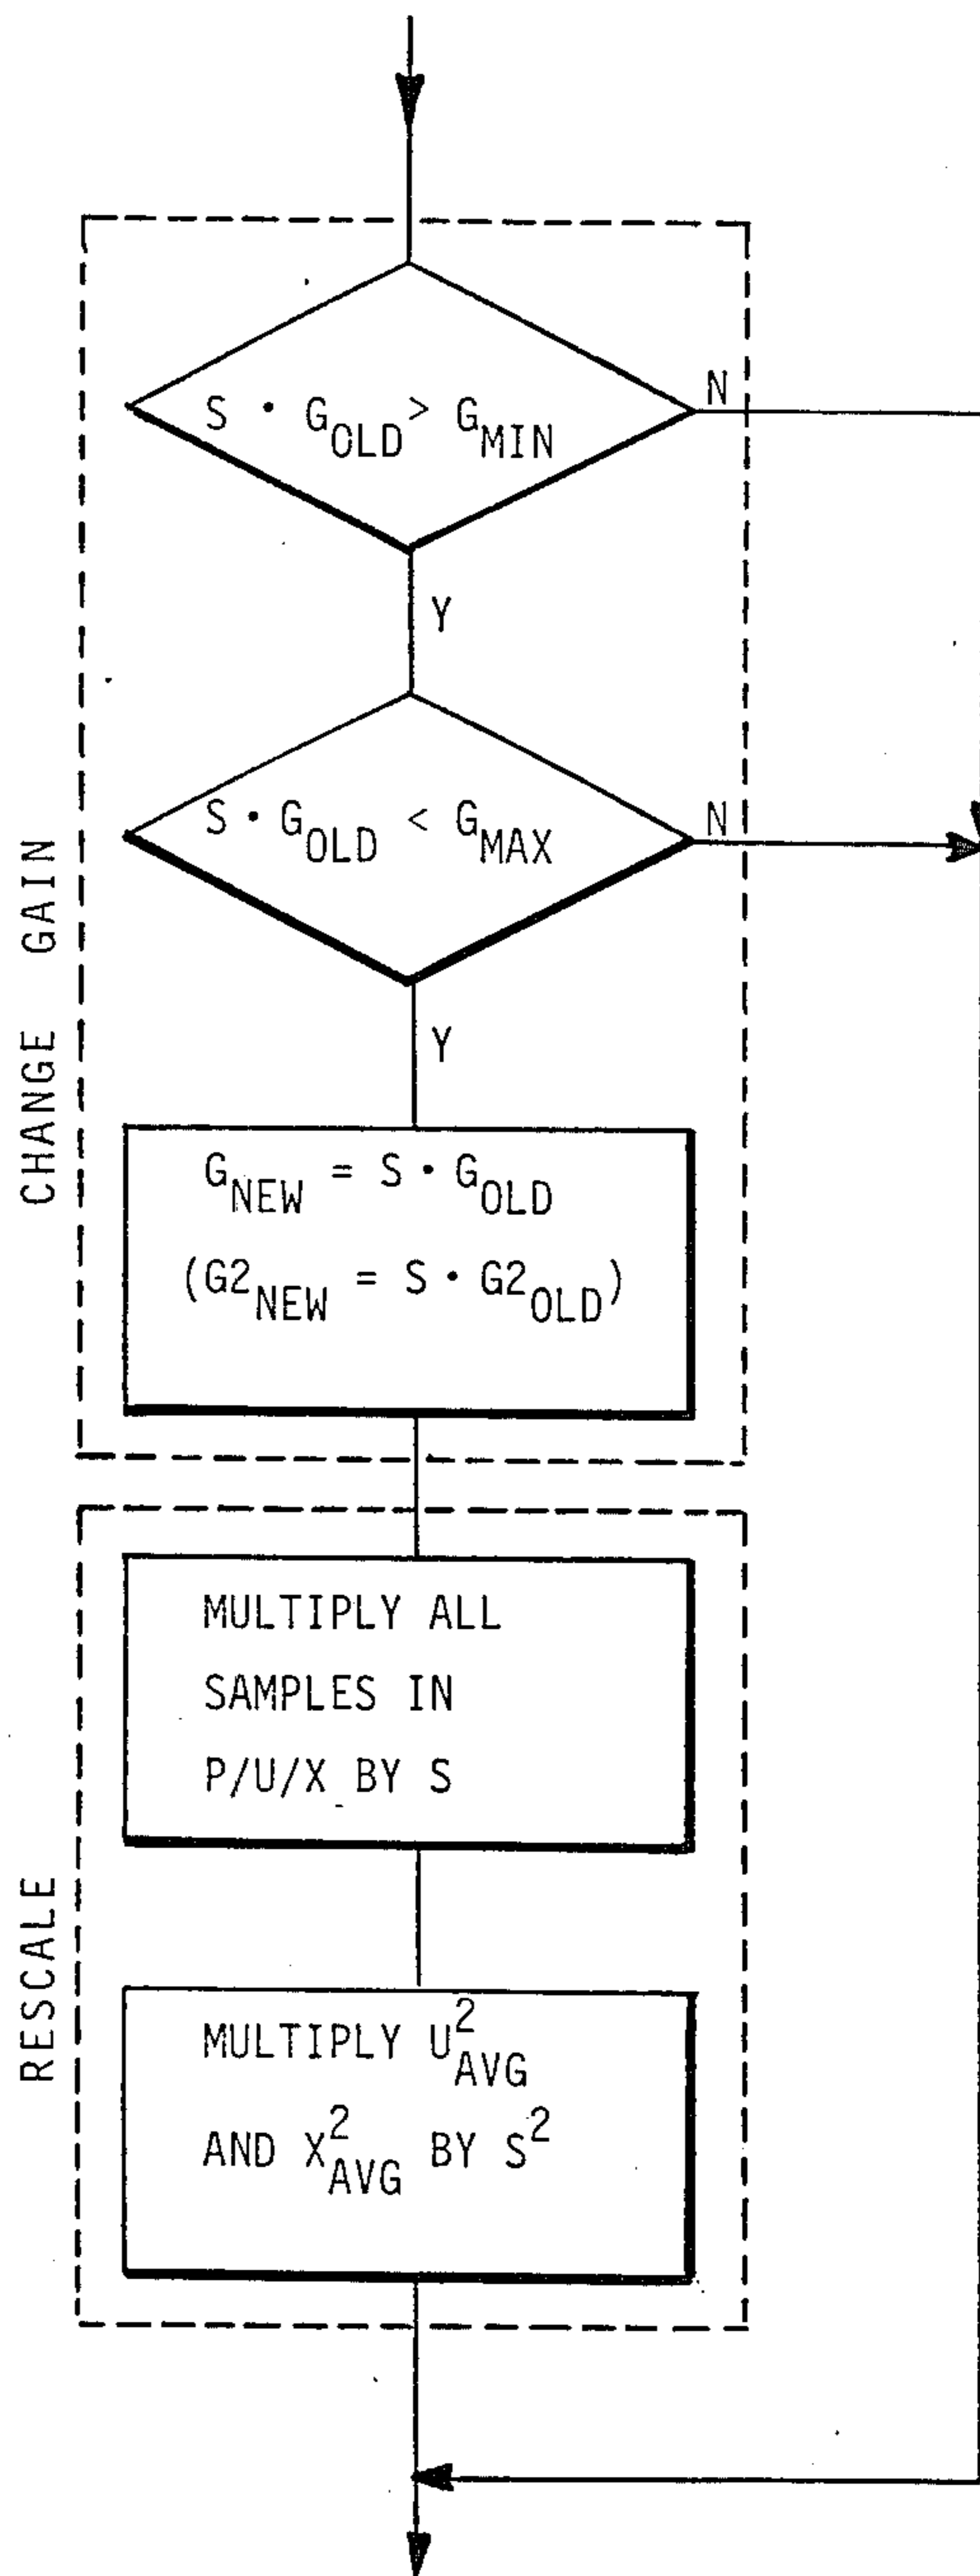 S · G_OLD > G_MIN
N
Y
S · G_OLD < G_MAX
N
Y
CHANGE GAIN
G_NEW = S · G_OLD
(G2_NEW = S · G2_OLD)
MULTIPLY ALL
SAMPLES IN
P/U/X BY S
RESCALE
MULTIPLY U²_AVG
AND X²_AVG BY S²